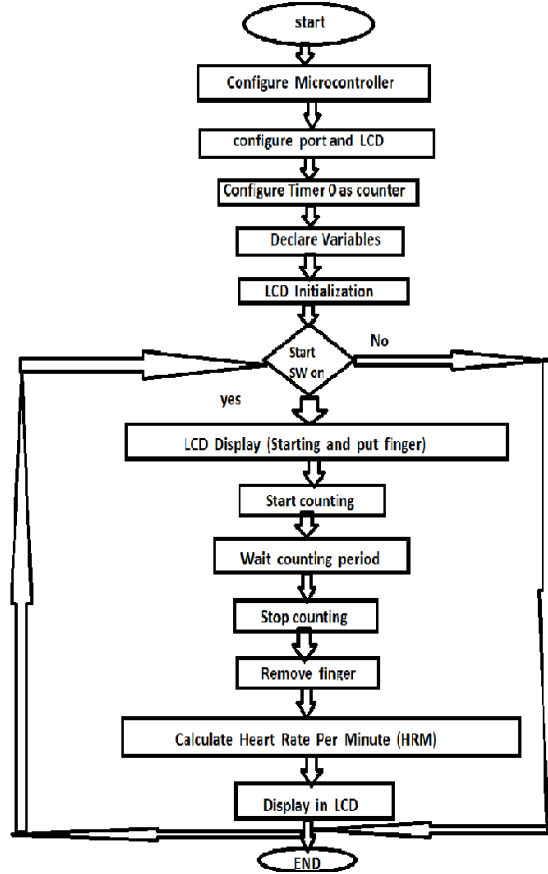 start
Configure Microcontroller
configure port and LCD
Configure Timer 0 as counter
Declare Variables
LCD Initialization
Start
SW on
No
yes
LCD Display (Starting and put finger)
Start counting
Wait counting period
Stop counting
Remove finger
Calculate Heart Rate Per Minute (HRM)
Display in LCD
END